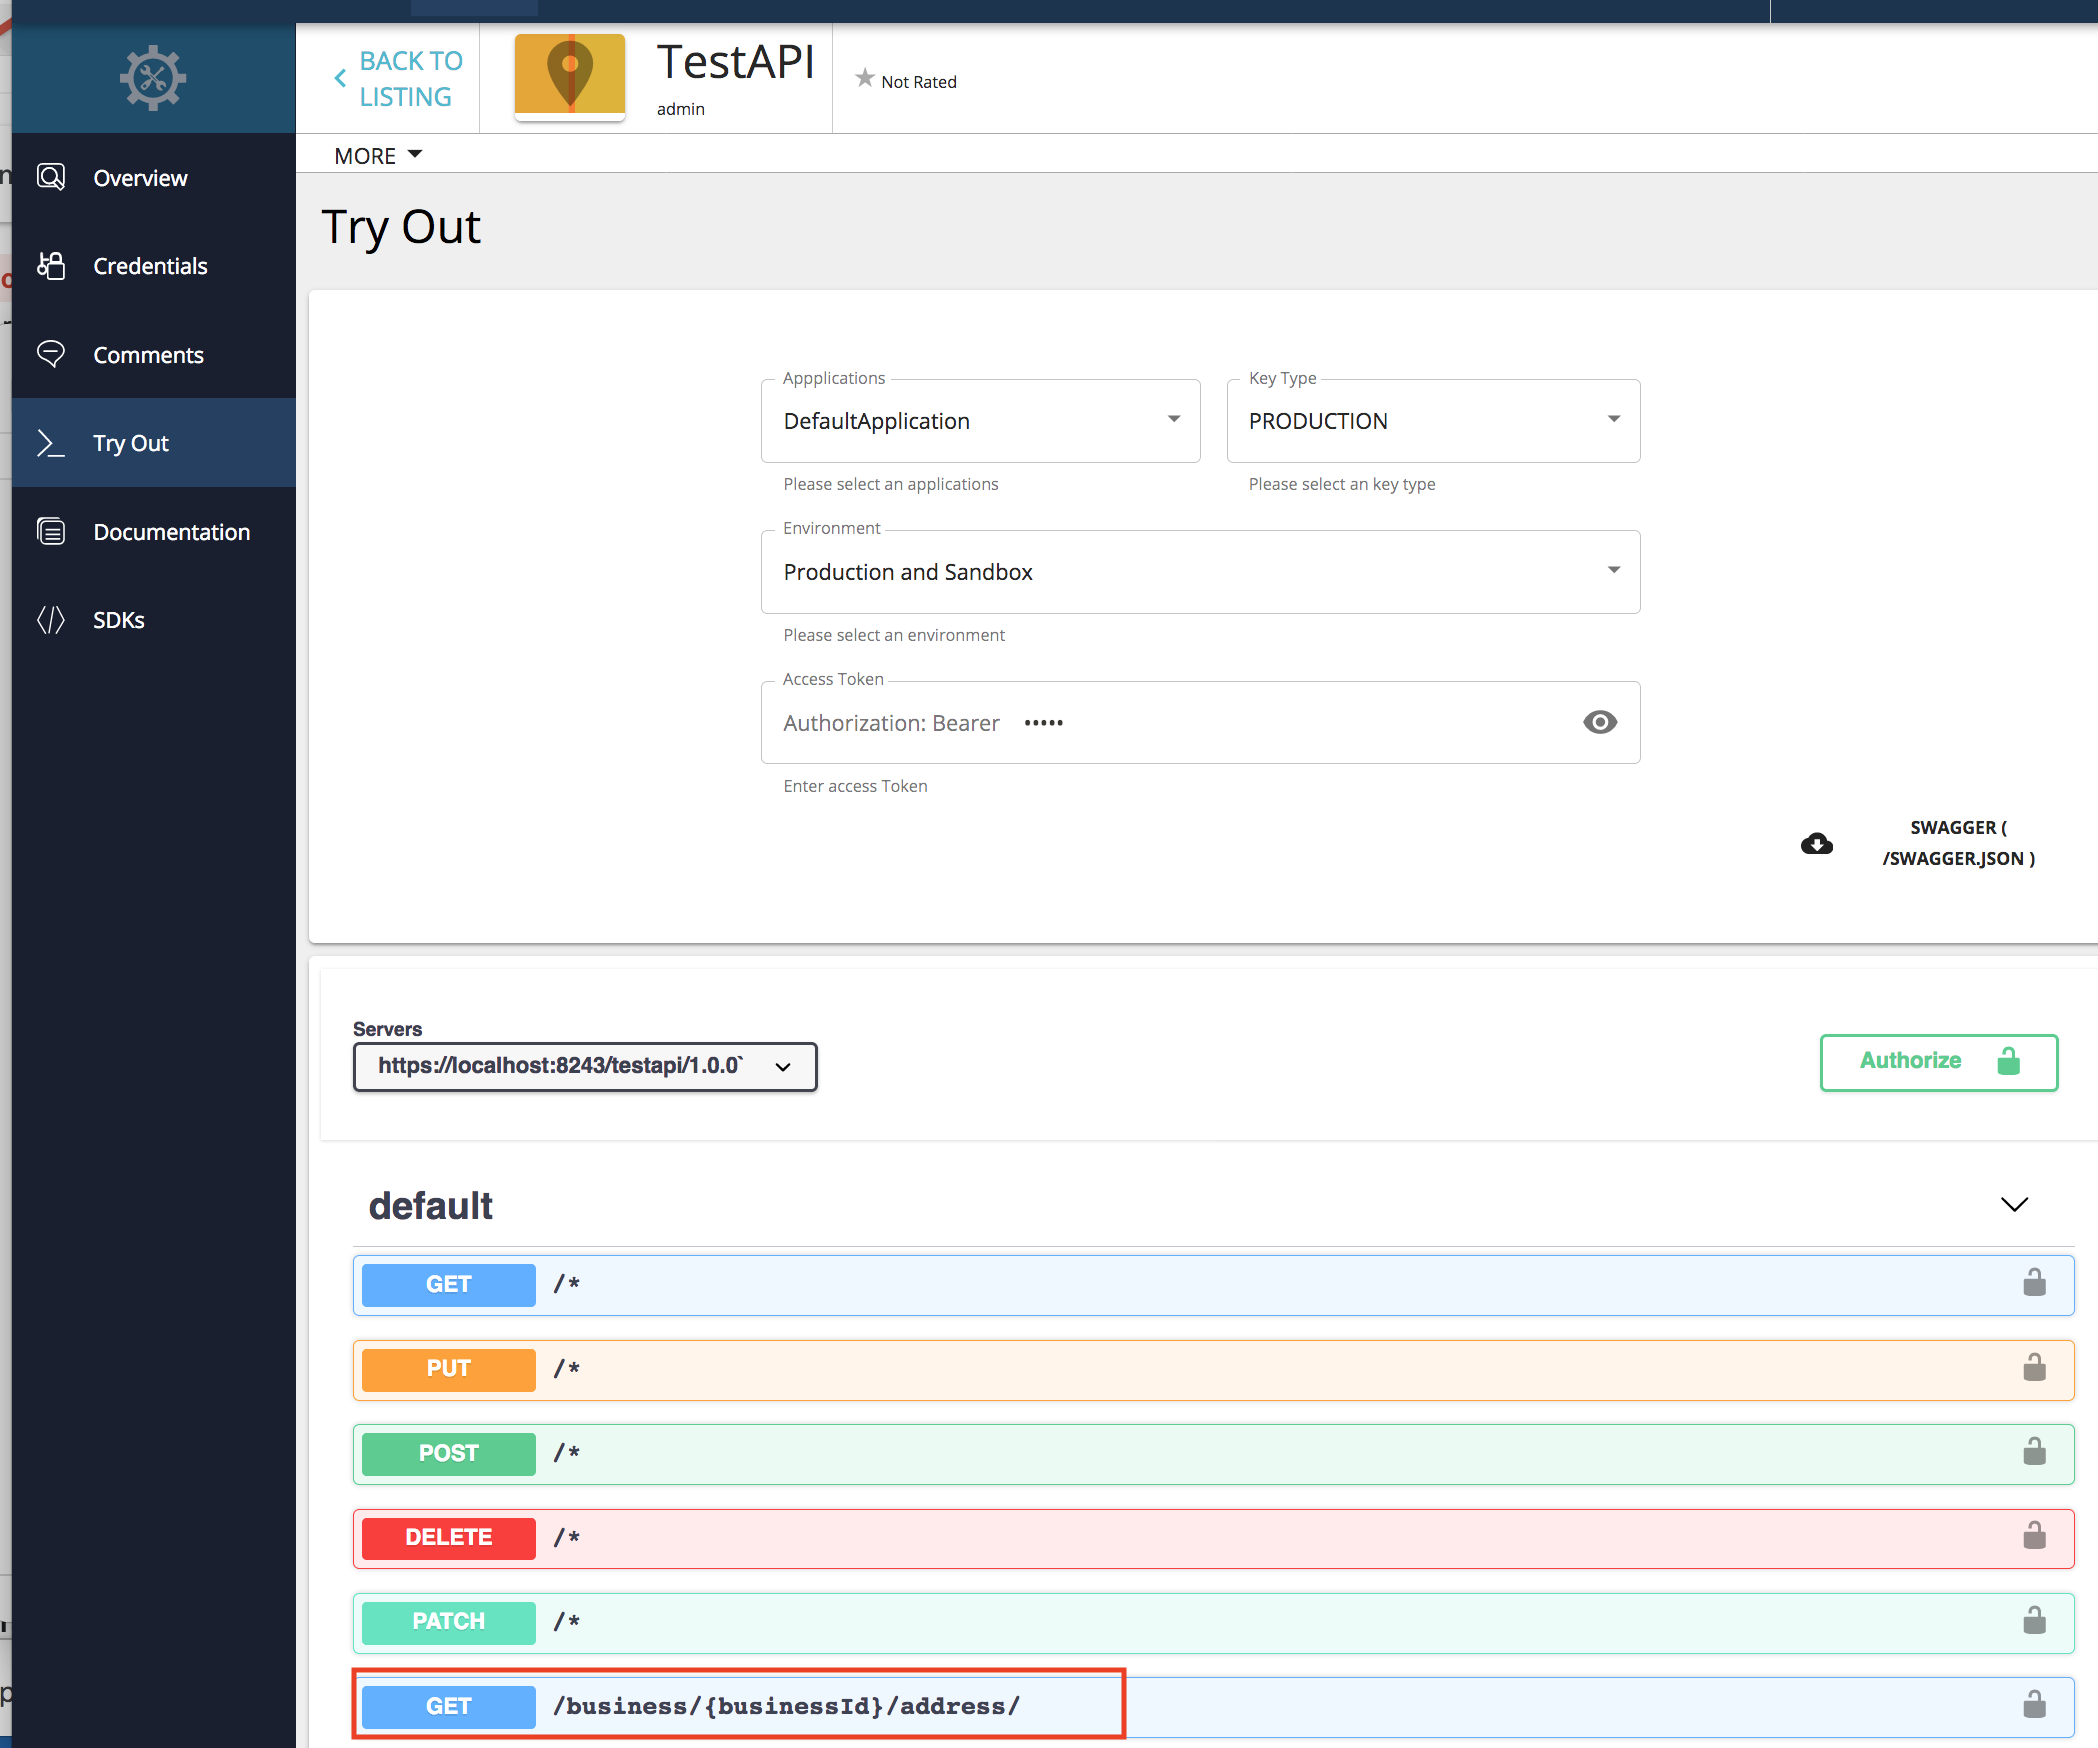 BACK TO
LISTING
TestAPI
admin
Not Rated
MORE
Overview
Credentials
Comments
Try Out
Documentation
SDKs
Try Out
Appplications
DefaultApplication
Please select an applications
Key Type
PRODUCTION
Please select an key type
Environment
Production and Sandbox
Please select an environment
Access Token
Authorization: Bearer •••••
Enter access Token
SWAGGER (
/SWAGGER.JSON )
Servers
https://localhost:8243/testapi/1.0.0`
Authorize
default
GET /*
PUT /*
POST /*
DELETE /*
PATCH /*
GET /business/{businessId}/address/